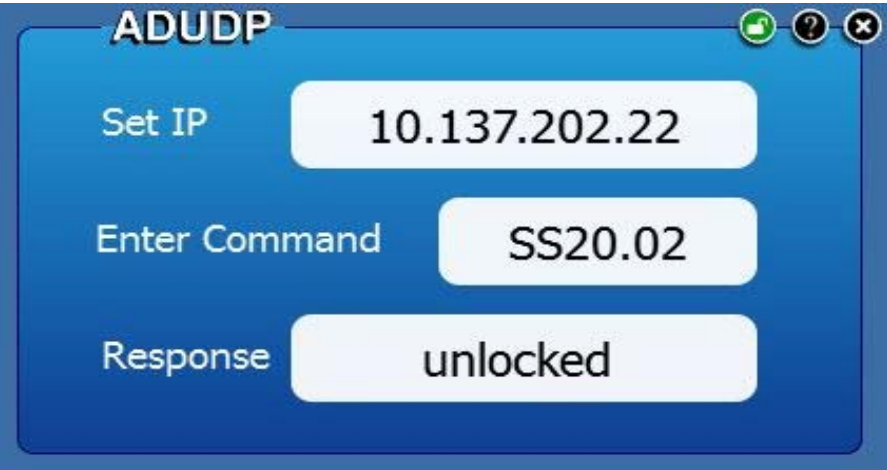 ADUDP
Set IP 10.137.202.22
Enter Command SS20.02
Response unlocked